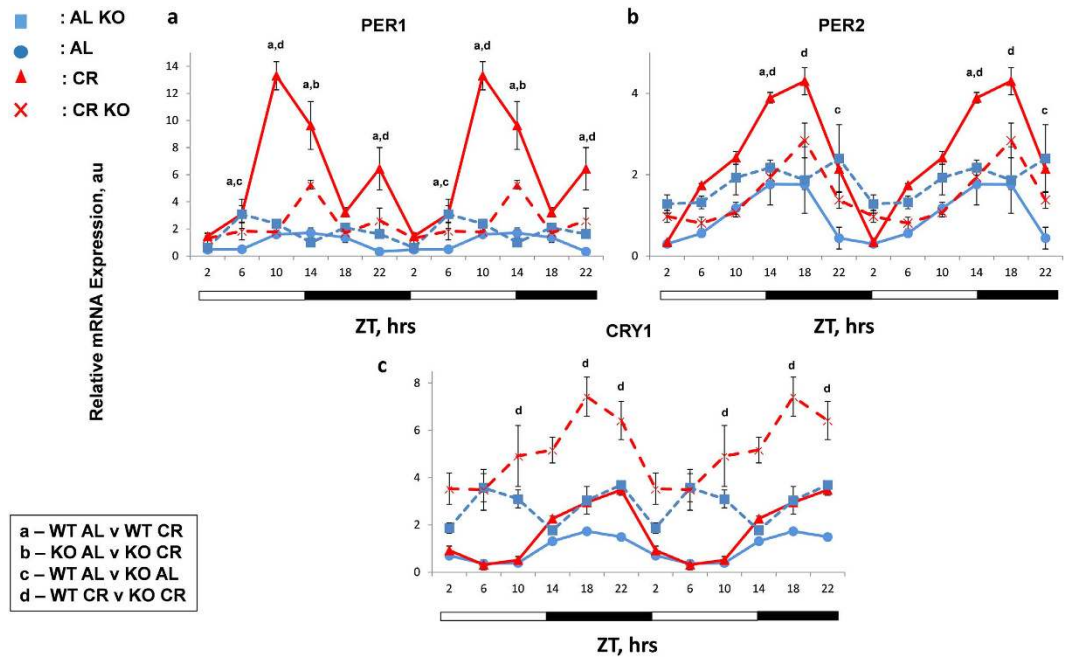 : AL KO
: AL
: CR
: CR KO
Relative mRNA Expression, au
a
PER1
14
12
10
8
6
4
2
0
a,c
a,d
a,b
a,d
a,c
a,d
a,b
a,d
2 6 10 14 18 22 2 6 10 14 18 22
ZT, hrs
b
PER2
4
2
0
a,d
d
c
a,d
d
c
2 6 10 14 18 22 2 6 10 14 18 22
ZT, hrs
c
CRY1
8
6
4
2
0
d
d
d
d
d
d
2 6 10 14 18 22 2 6 10 14 18 22
ZT, hrs
a – WT AL v WT CR
b – KO AL v KO CR
c – WT AL v KO AL
d – WT CR v KO CR